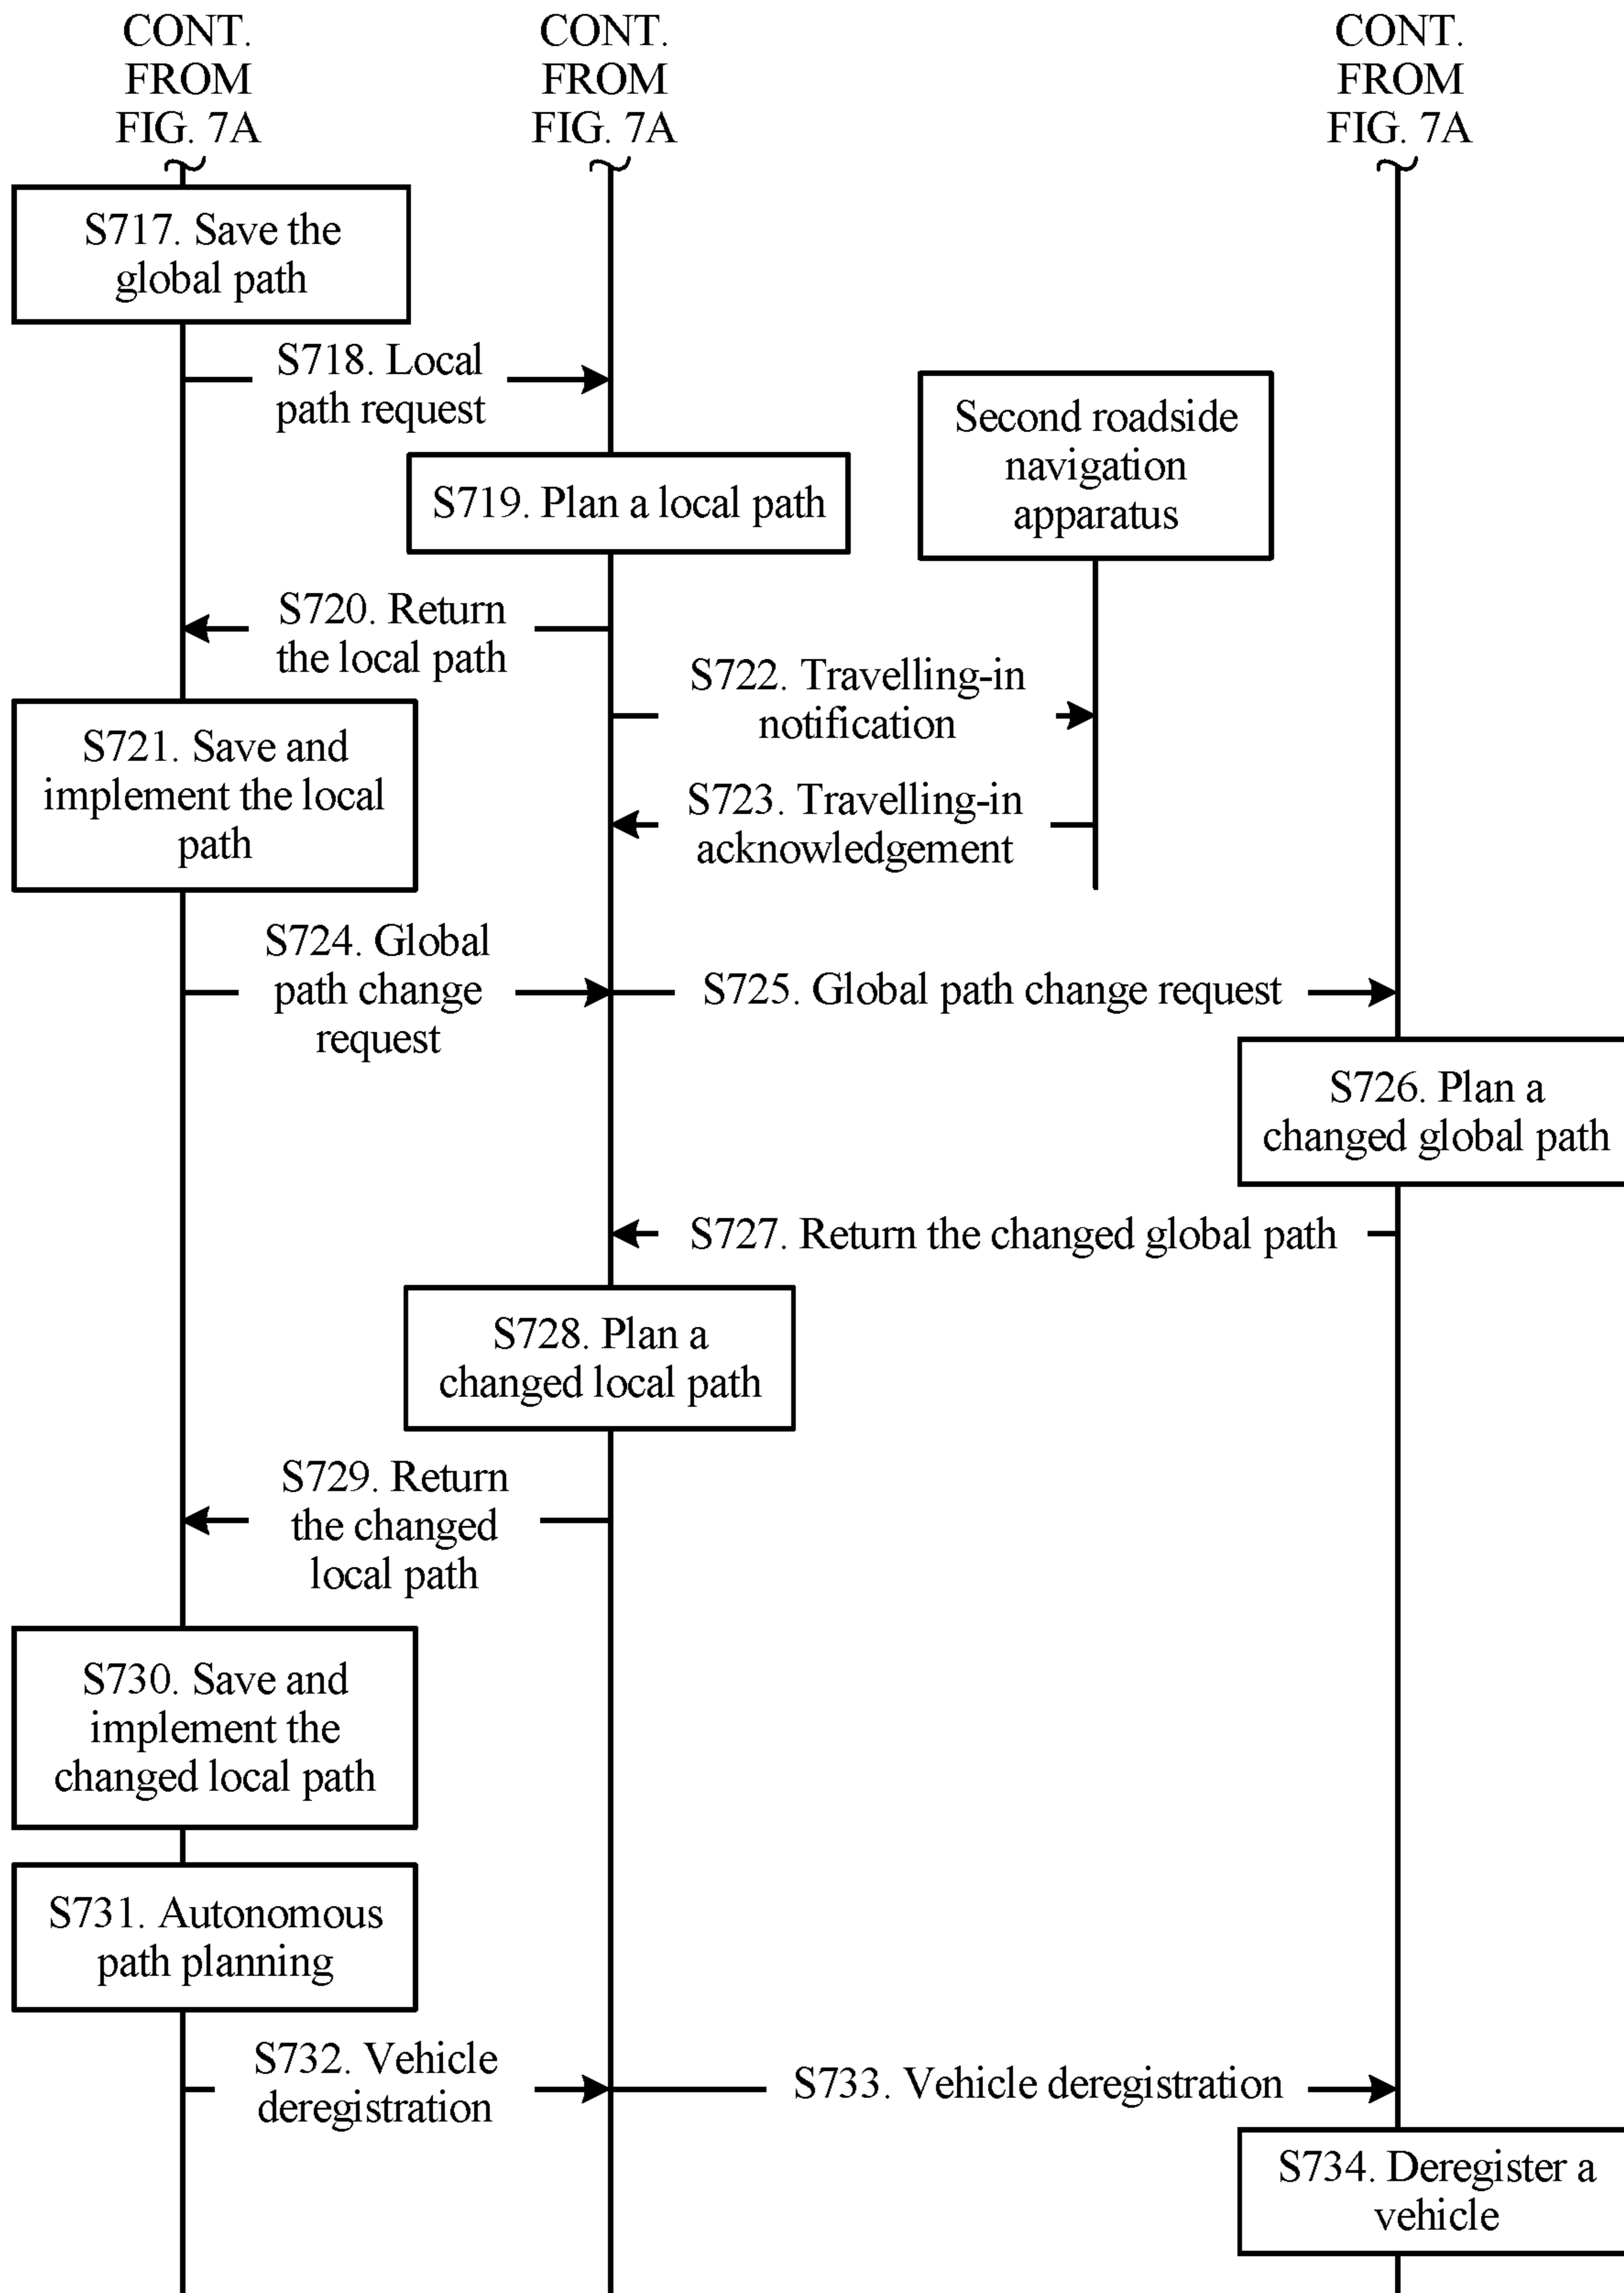 CONT.
FROM
FIG. 7A
CONT.
FROM
FIG. 7A
CONT.
FROM
FIG. 7A
S717. Save the
global path
S718. Local
path request
Second roadside
navigation
apparatus
S719. Plan a local path
S720. Return
the local path
S722. Travelling-in
notification
S721. Save and
implement the local
path
S723. Travelling-in
acknowledgement
S724. Global
path change
request
S725. Global path change request
S726. Plan a
changed global path
S727. Return the changed global path
S728. Plan a
changed local path
S729. Return
the changed
local path
S730. Save and
implement the
changed local path
S731. Autonomous
path planning
S732. Vehicle
deregistration
S733. Vehicle deregistration
S734. Deregister a
vehicle